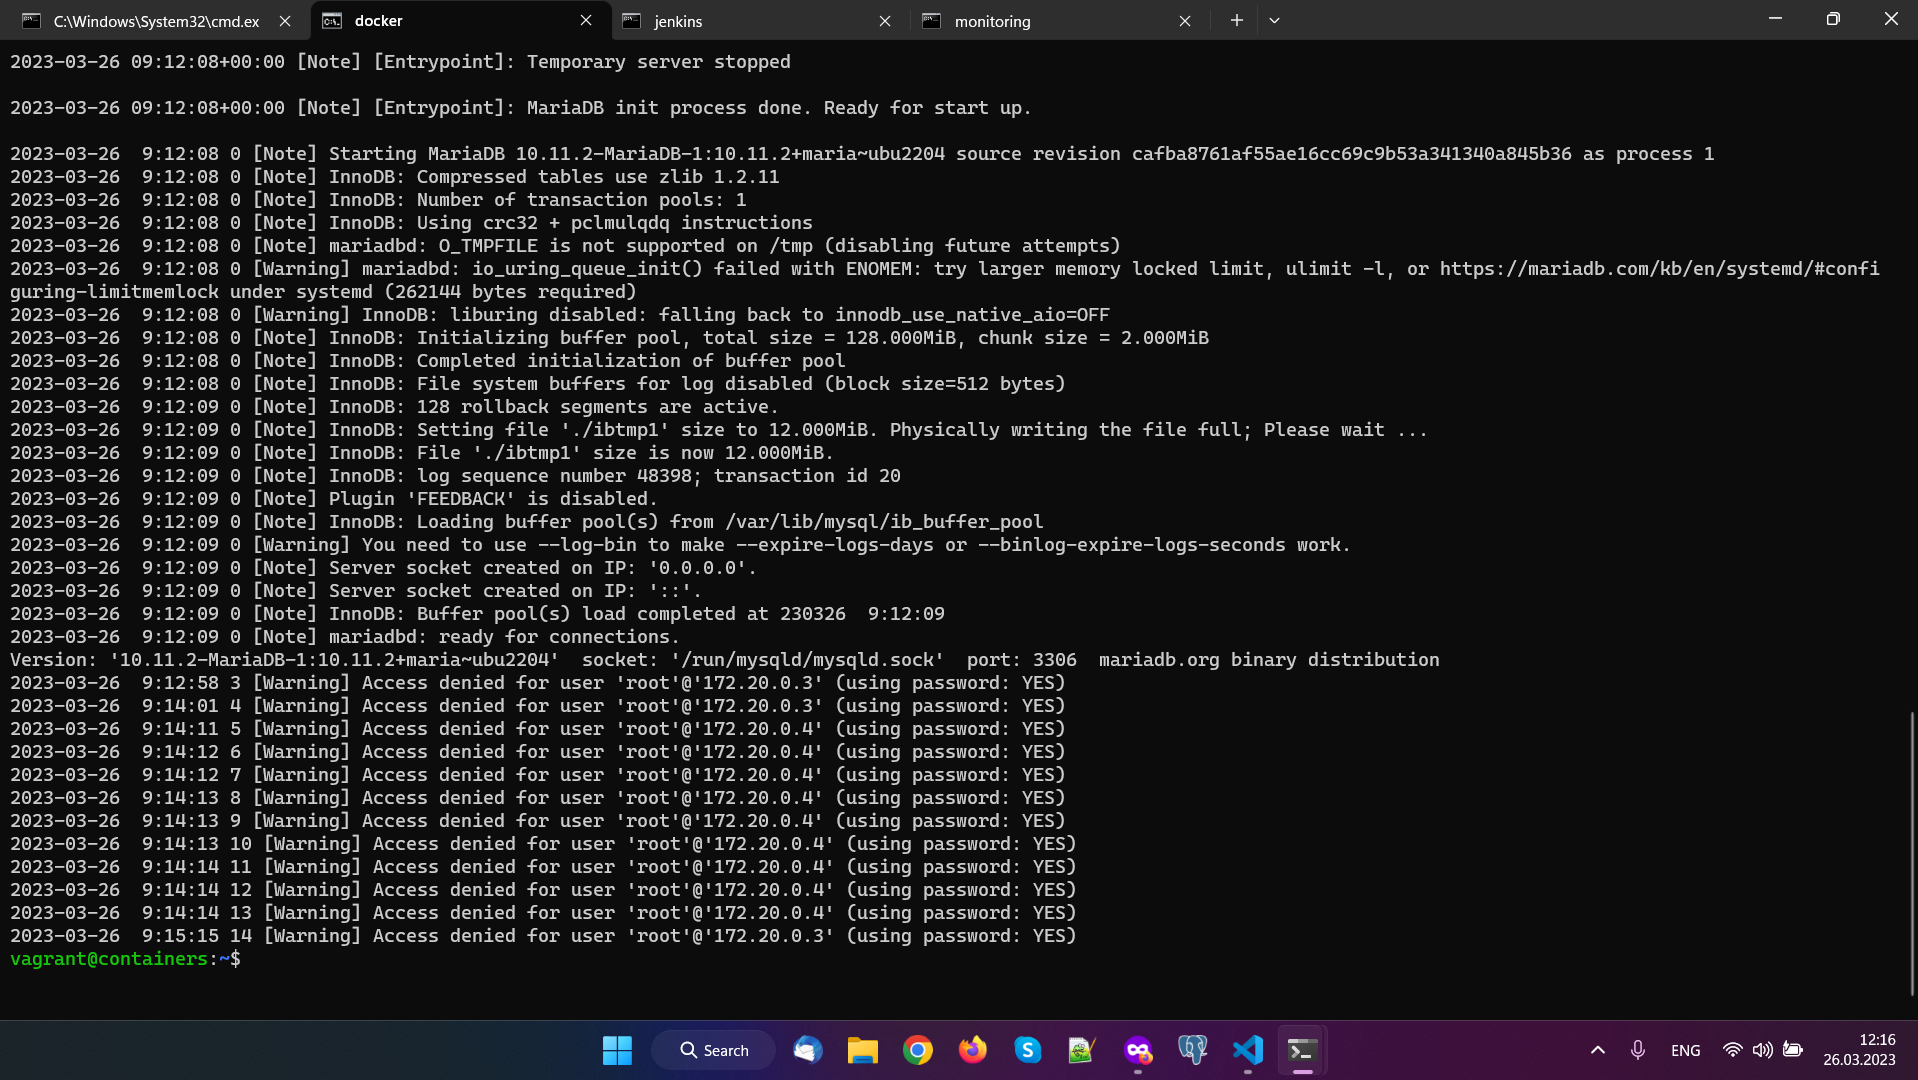 C:\Windows\System32\cmd.ex
docker
jenkins
monitoring
2023-03-26 09:12:08+00:00 [Note] [Entrypoint]: Temporary server stopped
2023-03-26 09:12:08+00:00 [Note] [Entrypoint]: MariaDB init process done. Ready for start up.
2023-03-26  9:12:08 0 [Note] Starting MariaDB 10.11.2-MariaDB-1:10.11.2+maria~ubu2204 source revision cafba8761af55ae16cc69c9b53a341340a845b36 as process 1
2023-03-26  9:12:08 0 [Note] InnoDB: Compressed tables use zlib 1.2.11
2023-03-26  9:12:08 0 [Note] InnoDB: Number of transaction pools: 1
2023-03-26  9:12:08 0 [Note] InnoDB: Using crc32 + pclmulqdq instructions
2023-03-26  9:12:08 0 [Note] mariadbd: O_TMPFILE is not supported on /tmp (disabling future attempts)
2023-03-26  9:12:08 0 [Warning] mariadbd: io_uring_queue_init() failed with ENOMEM: try larger memory locked limit, ulimit -l, or https://mariadb.com/kb/en/systemd/#confi
guring-limitmemlock under systemd (262144 bytes required)
2023-03-26  9:12:08 0 [Warning] InnoDB: liburing disabled: falling back to innodb_use_native_aio=OFF
2023-03-26  9:12:08 0 [Note] InnoDB: Initializing buffer pool, total size = 128.000MiB, chunk size = 2.000MiB
2023-03-26  9:12:08 0 [Note] InnoDB: Completed initialization of buffer pool
2023-03-26  9:12:08 0 [Note] InnoDB: File system buffers for log disabled (block size=512 bytes)
2023-03-26  9:12:09 0 [Note] InnoDB: 128 rollback segments are active.
2023-03-26  9:12:09 0 [Note] InnoDB: Setting file './ibtmp1' size to 12.000MiB. Physically writing the file full; Please wait ...
2023-03-26  9:12:09 0 [Note] InnoDB: File './ibtmp1' size is now 12.000MiB.
2023-03-26  9:12:09 0 [Note] InnoDB: log sequence number 48398; transaction id 20
2023-03-26  9:12:09 0 [Note] Plugin 'FEEDBACK' is disabled.
2023-03-26  9:12:09 0 [Note] InnoDB: Loading buffer pool(s) from /var/lib/mysql/ib_buffer_pool
2023-03-26  9:12:09 0 [Warning] You need to use --log-bin to make --expire-logs-days or --binlog-expire-logs-seconds work.
2023-03-26  9:12:09 0 [Note] Server socket created on IP: '0.0.0.0'.
2023-03-26  9:12:09 0 [Note] Server socket created on IP: '::'.
2023-03-26  9:12:09 0 [Note] InnoDB: Buffer pool(s) load completed at 230326  9:12:09
2023-03-26  9:12:09 0 [Note] mariadbd: ready for connections.
Version: '10.11.2-MariaDB-1:10.11.2+maria~ubu2204'  socket: '/run/mysqld/mysqld.sock'  port: 3306  mariadb.org binary distribution
2023-03-26  9:12:58 3 [Warning] Access denied for user 'root'@'172.20.0.3' (using password: YES)
2023-03-26  9:14:01 4 [Warning] Access denied for user 'root'@'172.20.0.3' (using password: YES)
2023-03-26  9:14:11 5 [Warning] Access denied for user 'root'@'172.20.0.4' (using password: YES)
2023-03-26  9:14:12 6 [Warning] Access denied for user 'root'@'172.20.0.4' (using password: YES)
2023-03-26  9:14:12 7 [Warning] Access denied for user 'root'@'172.20.0.4' (using password: YES)
2023-03-26  9:14:13 8 [Warning] Access denied for user 'root'@'172.20.0.4' (using password: YES)
2023-03-26  9:14:13 9 [Warning] Access denied for user 'root'@'172.20.0.4' (using password: YES)
2023-03-26  9:14:13 10 [Warning] Access denied for user 'root'@'172.20.0.4' (using password: YES)
2023-03-26  9:14:14 11 [Warning] Access denied for user 'root'@'172.20.0.4' (using password: YES)
2023-03-26  9:14:14 12 [Warning] Access denied for user 'root'@'172.20.0.4' (using password: YES)
2023-03-26  9:14:14 13 [Warning] Access denied for user 'root'@'172.20.0.4' (using password: YES)
2023-03-26  9:15:15 14 [Warning] Access denied for user 'root'@'172.20.0.3' (using password: YES)
vagrant@containers:~$
Search
ENG
12:16
26.03.2023